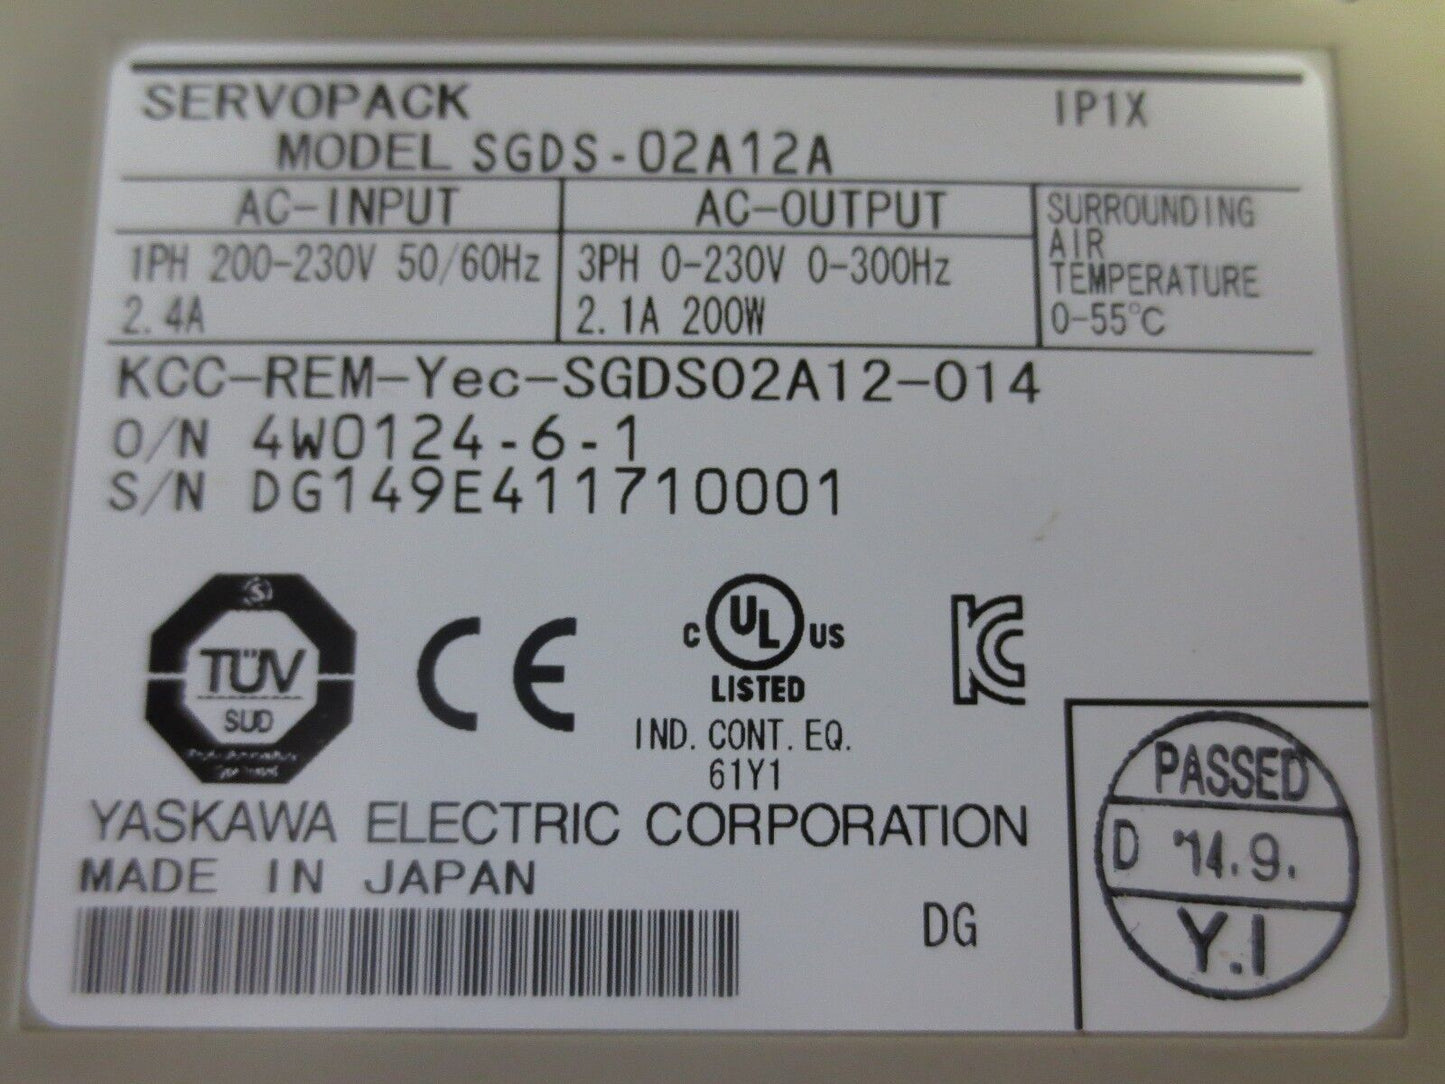 SERVOPACK
IP1X
MODEL SGDS-02A12A
AC-INPUT
1PH 200-230V 50/60Hz
2.4A
AC-OUTPUT
3PH 0-230V 0-300Hz
2.1A 200W
SURROUNDING
AIR
TEMPERATURE
0-55°C
KCC-REM-Yec-SGDS02A12-014
O/N 4W0124-6-1
S/N DG149E411710001
TÜV
SUD
CE
C UL US
LISTED
IND. CONT. EQ.
61Y1
KC
YASKAWA ELECTRIC CORPORATION
MADE IN JAPAN
DG
PASSED
D '14.9.
Y.I